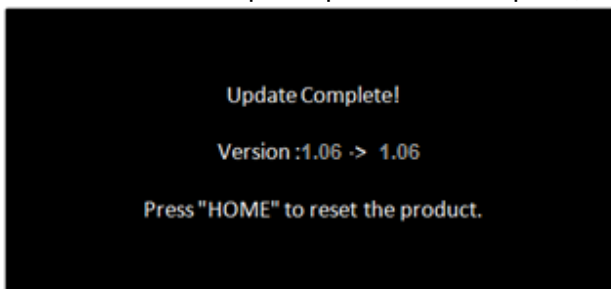 Update Complete!
Version :1.06 -> 1.06
Press "HOME" to reset the product.